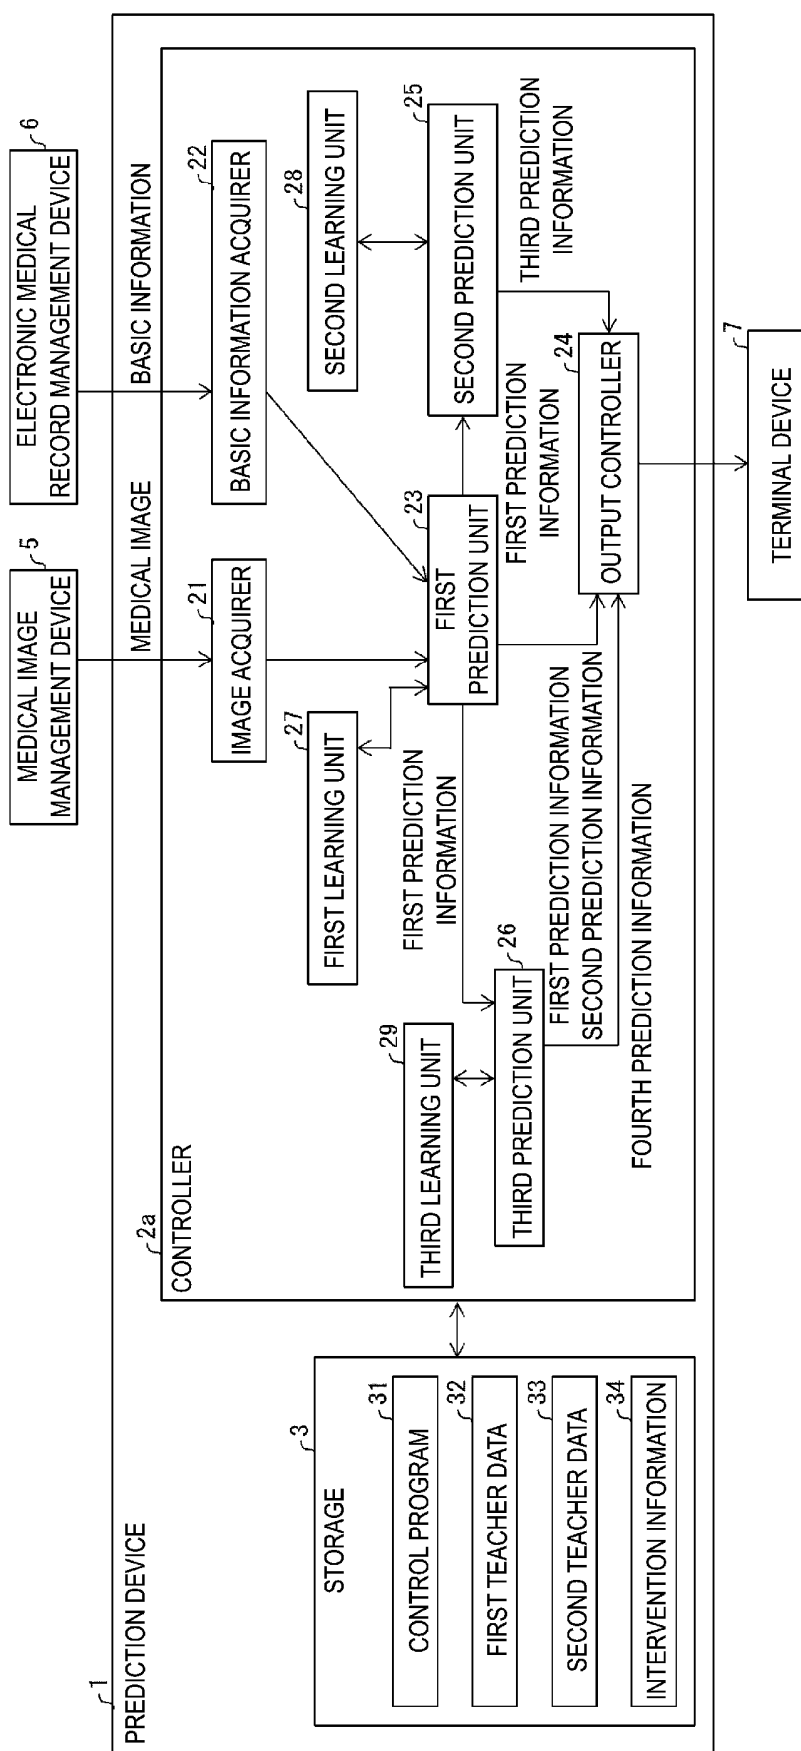 1
PREDICTION DEVICE
MEDICAL IMAGE
MANAGEMENT DEVICE
5
ELECTRONIC MEDICAL
RECORD MANAGEMENT DEVICE
6
MEDICAL IMAGE
BASIC INFORMATION
2a
CONTROLLER
IMAGE ACQUIRER
21
BASIC INFORMATION ACQUIRER
22
FIRST LEARNING UNIT
27
SECOND LEARNING UNIT
28
THIRD LEARNING UNIT
29
FIRST PREDICTION
INFORMATION
FIRST
PREDICTION UNIT
23
SECOND PREDICTION UNIT
25
THIRD PREDICTION UNIT
26
FIRST PREDICTION
INFORMATION
THIRD PREDICTION
INFORMATION
FIRST PREDICTION INFORMATION
SECOND PREDICTION INFORMATION
FOURTH PREDICTION INFORMATION
OUTPUT CONTROLLER
24
3
STORAGE
CONTROL PROGRAM
31
FIRST TEACHER DATA
32
SECOND TEACHER DATA
33
INTERVENTION INFORMATION
34
TERMINAL DEVICE
7